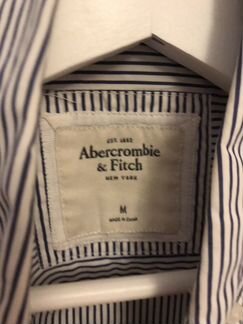 EST. 1892
Abercrombie
& Fitch
NEW YORK
M
MADE IN CHINA